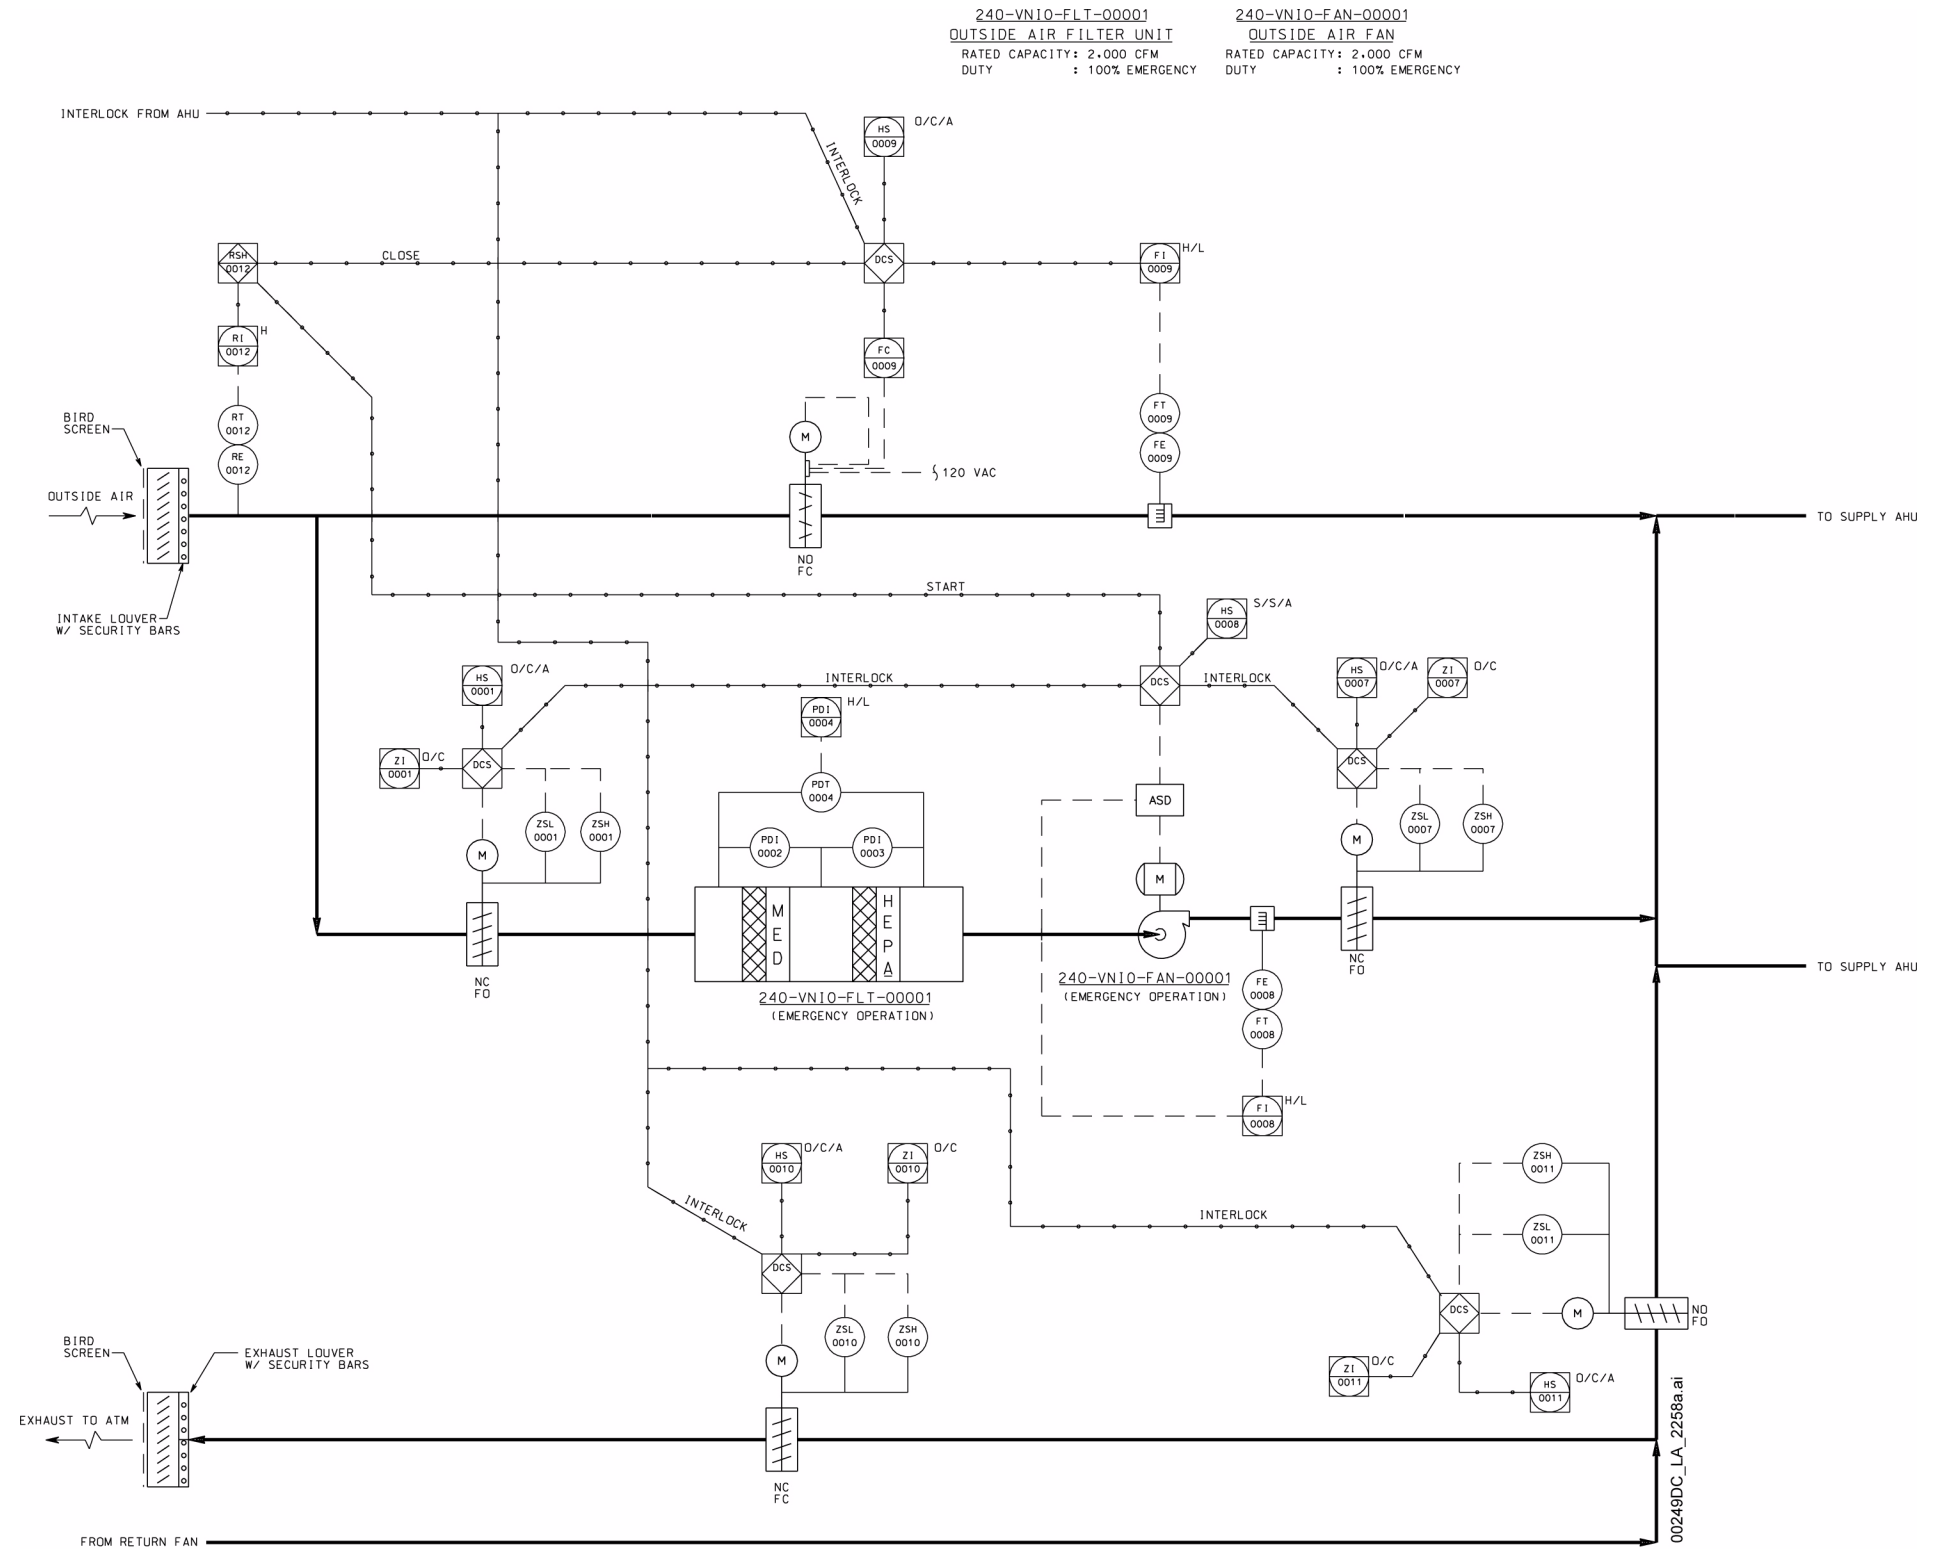 240-VNIO-FLT-00001
OUTSIDE AIR FILTER UNIT
RATED CAPACITY: 2,000 CFM
DUTY : 100% EMERGENCY
240-VNIO-FAN-00001
OUTSIDE AIR FAN
RATED CAPACITY: 2,000 CFM
DUTY : 100% EMERGENCY
INTERLOCK FROM AHU
INTERLOCK
HS
0009
O/C/A
RSH
0012
CLOSE
DCS
FI
0009
H/L
RI
0012
H
FC
0009
RT
0012
RE
0012
BIRD
SCREEN
M
FT
0009
FE
0009
120 VAC
OUTSIDE AIR
TO SUPPLY AHU
NO
FC
INTAKE LOUVER
W/ SECURITY BARS
START
HS
0008
S/S/A
HS
0001
O/C/A
INTERLOCK
DCS
INTERLOCK
HS
0007
O/C/A
ZI
0007
O/C
PDI
0004
H/L
ZI
0001
O/C
DCS
DCS
PDT
0004
ASD
ZSL
0001
ZSH
0001
ZSL
0007
ZSH
0007
M
PDI
0002
PDI
0003
M
M
MED
HEPA
NC
FO
240-VNIO-FLT-00001
(EMERGENCY OPERATION)
240-VNIO-FAN-00001
(EMERGENCY OPERATION)
NC
FO
TO SUPPLY AHU
FE
0008
FT
0008
FI
0008
H/L
HS
0010
O/C/A
ZI
0010
O/C
ZSH
0011
INTERLOCK
INTERLOCK
ZSL
0011
DCS
DCS
M
NO
FO
ZSL
0010
ZSH
0010
M
BIRD
SCREEN
EXHAUST LOUVER
W/ SECURITY BARS
ZI
0011
O/C
HS
0011
O/C/A
EXHAUST TO ATM
NC
FC
FROM RETURN FAN
00249DC_LA_2258a.ai